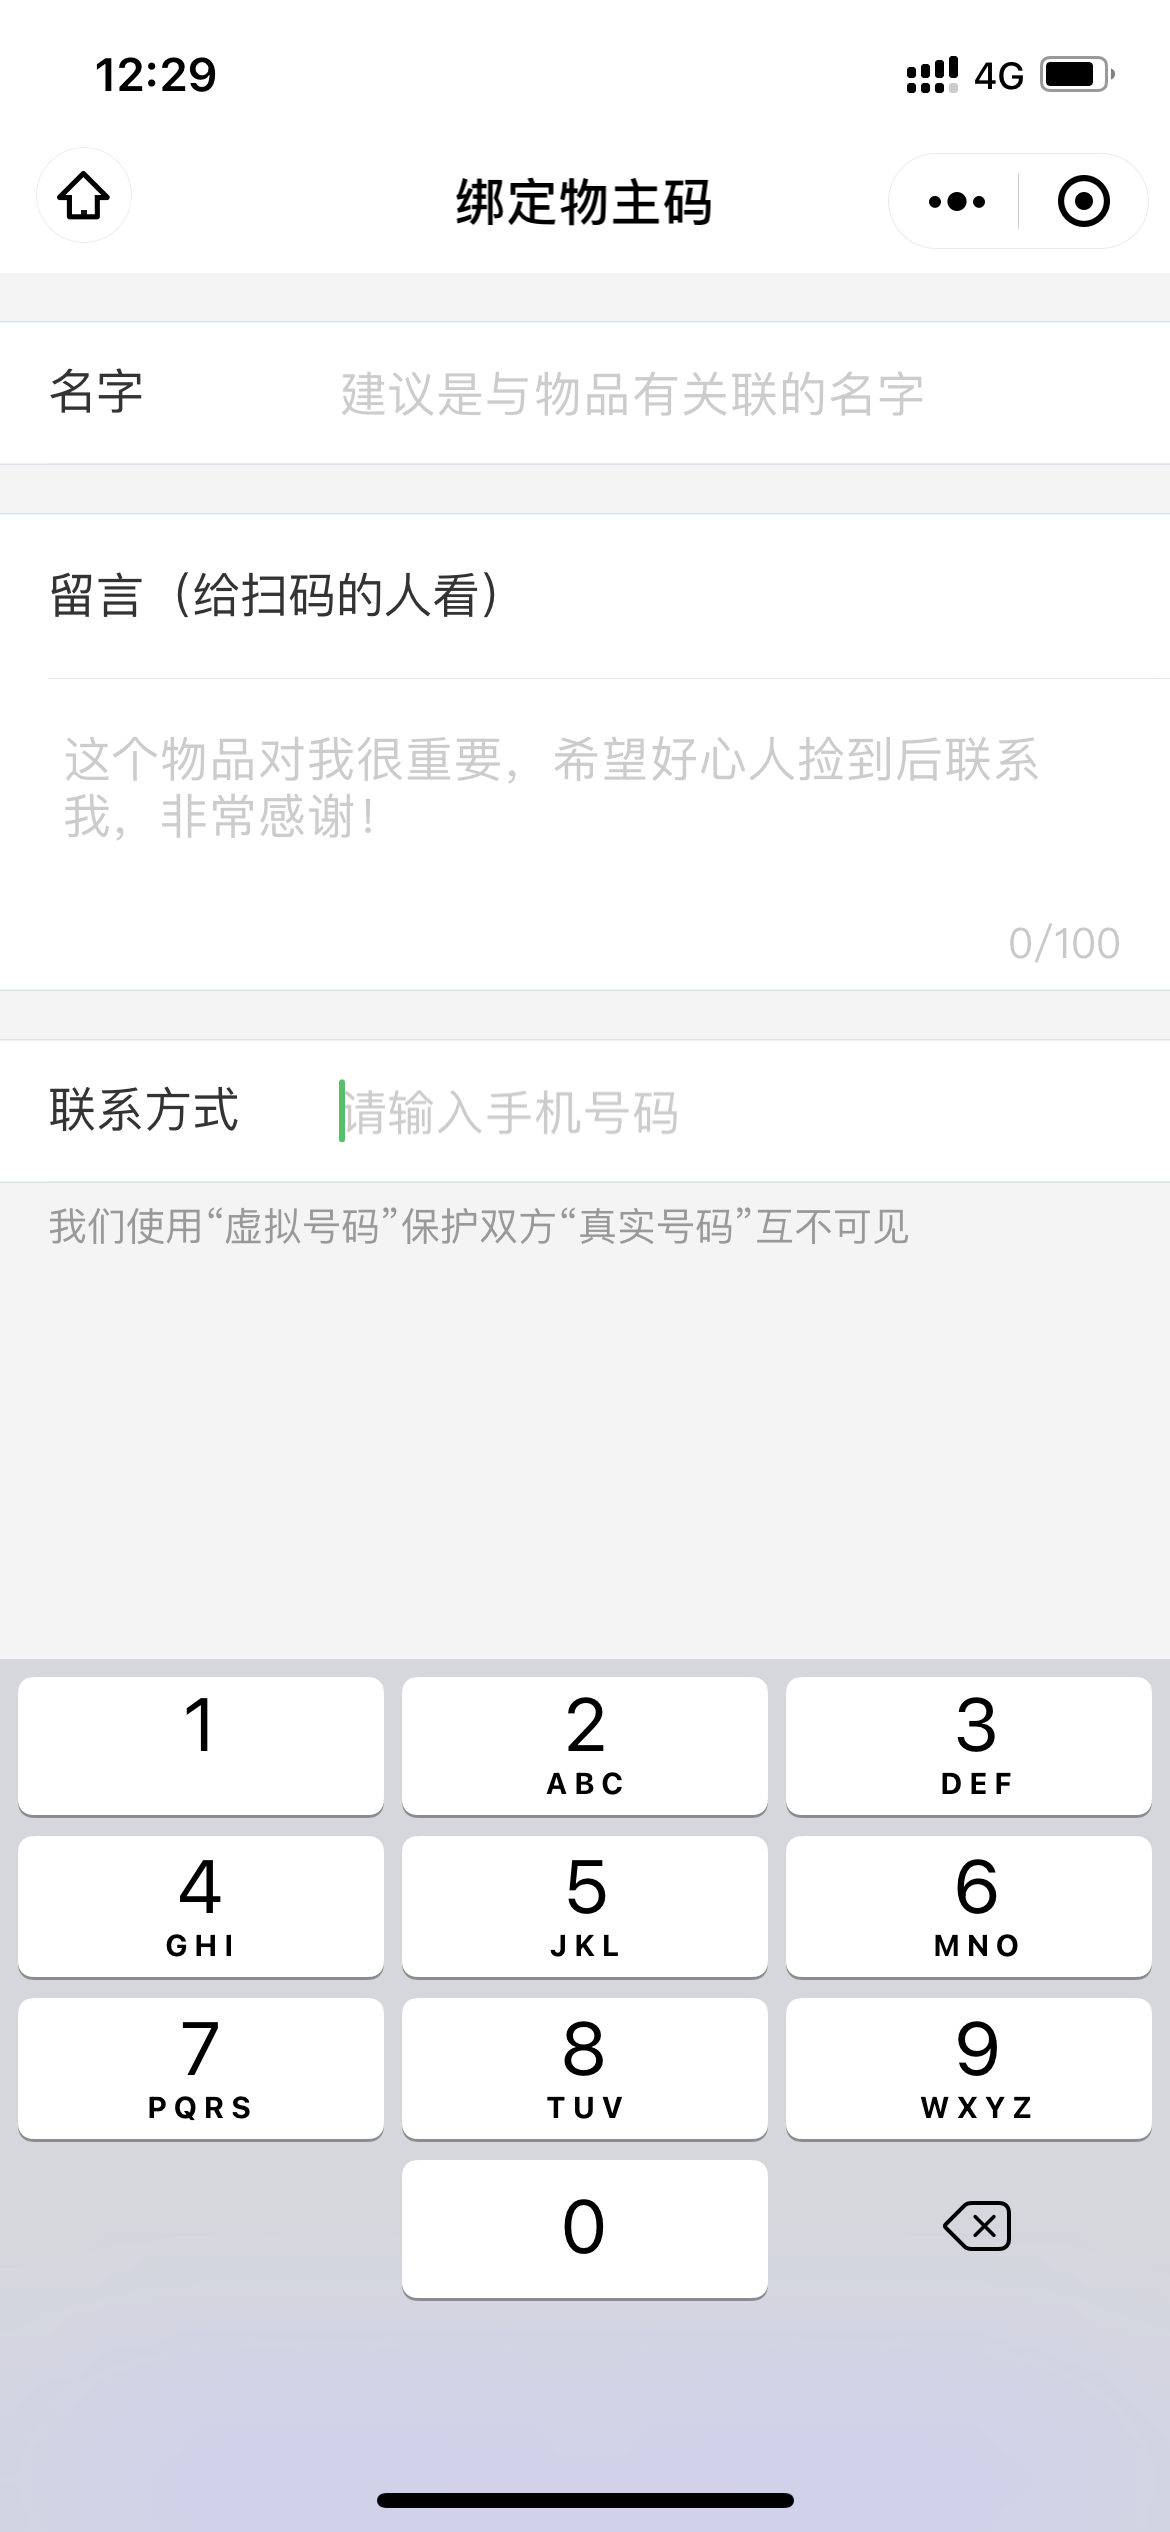 12:29
4G
绑定物主码
名字
建议是与物品有关联的名字
留言（给扫码的人看）
这个物品对我很重要，希望好心人捡到后联系
我，非常感谢！
0/100
联系方式
请输入手机号码
我们使用“虚拟号码”保护双方“真实号码”互不可见
1
2
3
ABC
DEF
4
5
6
GHI
JKL
MNO
7
8
9
PQRS
TUV
WXYZ
0